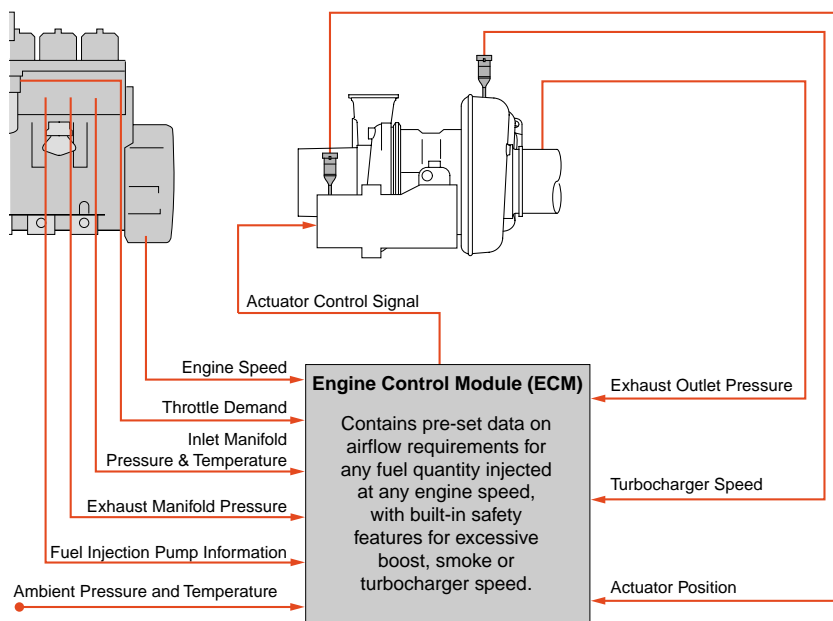 Actuator Control Signal
Engine Speed
Throttle Demand
Inlet Manifold
Pressure & Temperature
Exhaust Manifold Pressure
Fuel Injection Pump Information
Ambient Pressure and Temperature
Engine Control Module (ECM)
Contains pre-set data on
airflow requirements for
any fuel quantity injected
at any engine speed,
with built-in safety
features for excessive
boost, smoke or
turbocharger speed.
Exhaust Outlet Pressure
Turbocharger Speed
Actuator Position